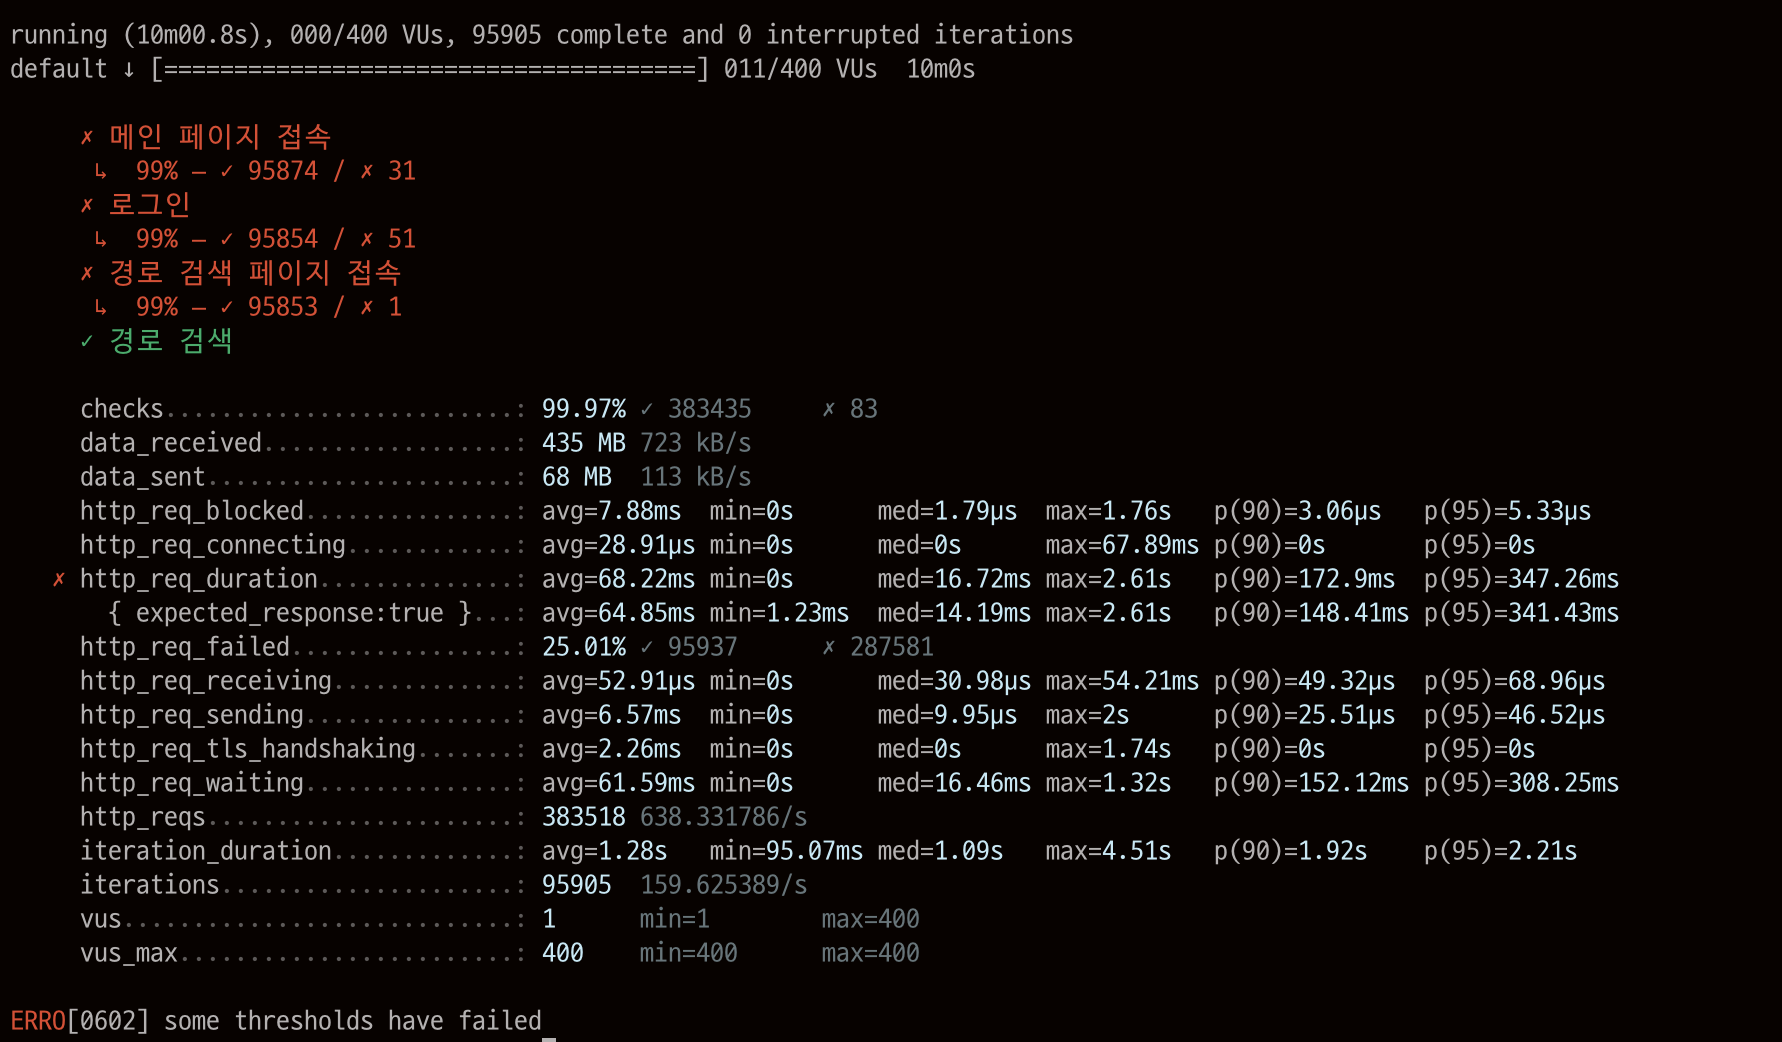 running (10m00.8s), 000/400 VUs, 95905 complete and 0 interrupted iterations
default ↓ [======================================] 011/400 VUs  10m0s
✗ 메인 페이지 접속
↳  99% — ✓ 95874 / ✗ 31
✗ 로그인
↳  99% — ✓ 95854 / ✗ 51
✗ 경로 검색 페이지 접속
↳  99% — ✓ 95853 / ✗ 1
✓ 경로 검색
checks.........................: 99.97% ✓ 383435     ✗ 83
data_received..................: 435 MB 723 kB/s
data_sent......................: 68 MB  113 kB/s
http_req_blocked...............: avg=7.88ms  min=0s      med=1.79µs  max=1.76s   p(90)=3.06µs   p(95)=5.33µs
http_req_connecting............: avg=28.91µs min=0s      med=0s      max=67.89ms p(90)=0s       p(95)=0s
✗ http_req_duration..............: avg=68.22ms min=0s      med=16.72ms max=2.61s   p(90)=172.9ms  p(95)=347.26ms
{ expected_response:true }...: avg=64.85ms min=1.23ms  med=14.19ms max=2.61s   p(90)=148.41ms p(95)=341.43ms
http_req_failed................: 25.01% ✓ 95937      ✗ 287581
http_req_receiving.............: avg=52.91µs min=0s      med=30.98µs max=54.21ms p(90)=49.32µs  p(95)=68.96µs
http_req_sending...............: avg=6.57ms  min=0s      med=9.95µs  max=2s      p(90)=25.51µs  p(95)=46.52µs
http_req_tls_handshaking.......: avg=2.26ms  min=0s      med=0s      max=1.74s   p(90)=0s       p(95)=0s
http_req_waiting...............: avg=61.59ms min=0s      med=16.46ms max=1.32s   p(90)=152.12ms p(95)=308.25ms
http_reqs......................: 383518 638.331786/s
iteration_duration.............: avg=1.28s   min=95.07ms med=1.09s   max=4.51s   p(90)=1.92s    p(95)=2.21s
iterations.....................: 95905  159.625389/s
vus............................: 1      min=1        max=400
vus_max........................: 400    min=400      max=400
ERRO[0602] some thresholds have failed